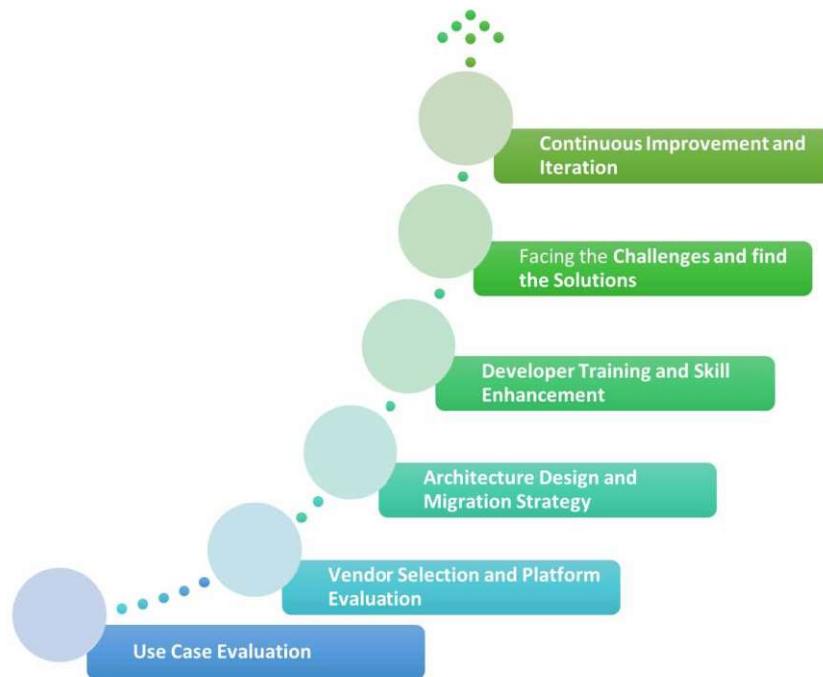 Continuous Improvement and
Iteration
Facing the Challenges and find
the Solutions
Developer Training and Skill
Enhancement
Architecture Design and
Migration Strategy
Vendor Selection and Platform
Evaluation
Use Case Evaluation